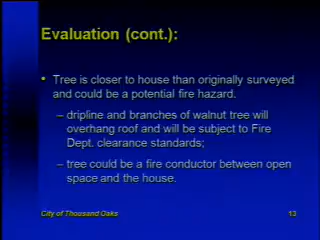 Evaluation (cont.):
▪ Tree is closer to house than originally surveyed
and could be a potential fire hazard.
– dripline and branches of walnut tree will
overhang roof and will be subject to Fire
Dept. clearance standards;
– tree could be a fire conductor between open
space and the house.
City of Thousand Oaks 13